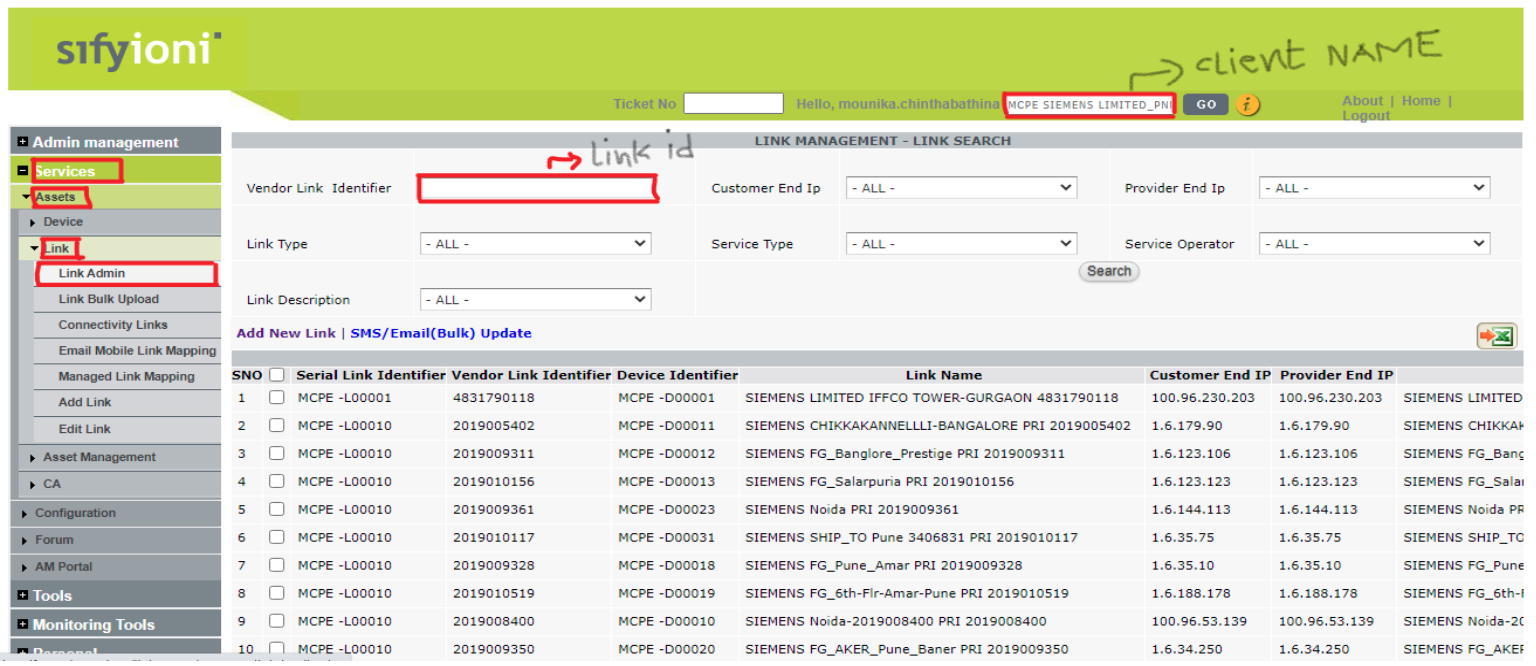 sıfyioni
client NAME
Ticket No Hello, mounika.chinthabathina MCPE SIEMENS LIMITED_PNI GO i About | Home | Logout
Admin management
Services
Assets
Device
Link
Link Admin
Link Bulk Upload
Connectivity Links
Email Mobile Link Mapping
Managed Link Mapping
Add Link
Edit Link
Asset Management
CA
Configuration
Forum
AM Portal
Tools
Monitoring Tools
Personal
LINK MANAGEMENT - LINK SEARCH
Link id
Vendor Link Identifier Customer End Ip - ALL - Provider End Ip - ALL -
Link Type - ALL - Service Type - ALL - Service Operator - ALL -
Search
Link Description - ALL -
Add New Link | SMS/Email(Bulk) Update
SNO Serial Link Identifier Vendor Link Identifier Device Identifier Link Name Customer End IP Provider End IP
1 MCPE -L00001 4831790118 MCPE -D00001 SIEMENS LIMITED IFFCO TOWER-GURGAON 4831790118 100.96.230.203 100.96.230.203 SIEMENS LIMITED
2 MCPE -L00010 2019005402 MCPE -D00011 SIEMENS CHIKKAKANNELLLI-BANGALORE PRI 2019005402 1.6.179.90 1.6.179.90 SIEMENS CHIKKAK
3 MCPE -L00010 2019009311 MCPE -D00012 SIEMENS FG_Banglore_Prestige PRI 2019009311 1.6.123.106 1.6.123.106 SIEMENS FG_Bang
4 MCPE -L00010 2019010156 MCPE -D00013 SIEMENS FG_Salarpuria PRI 2019010156 1.6.123.123 1.6.123.123 SIEMENS FG_Salar
5 MCPE -L00010 2019009361 MCPE -D00023 SIEMENS Noida PRI 2019009361 1.6.144.113 1.6.144.113 SIEMENS Noida PR
6 MCPE -L00010 2019010117 MCPE -D00031 SIEMENS SHIP_TO Pune 3406831 PRI 2019010117 1.6.35.75 1.6.35.75 SIEMENS SHIP_TO
7 MCPE -L00010 2019009328 MCPE -D00018 SIEMENS FG_Pune_Amar PRI 2019009328 1.6.35.10 1.6.35.10 SIEMENS FG_Pune
8 MCPE -L00010 2019010519 MCPE -D00019 SIEMENS FG_6th-Flr-Amar-Pune PRI 2019010519 1.6.188.178 1.6.188.178 SIEMENS FG_6th-F
9 MCPE -L00010 2019008400 MCPE -D00010 SIEMENS Noida-2019008400 PRI 2019008400 100.96.53.139 100.96.53.139 SIEMENS Noida-20
10 MCPE -L00010 2019009350 MCPE -D00020 SIEMENS FG_AKER_Pune_Baner PRI 2019009350 1.6.34.250 1.6.34.250 SIEMENS FG_AKER